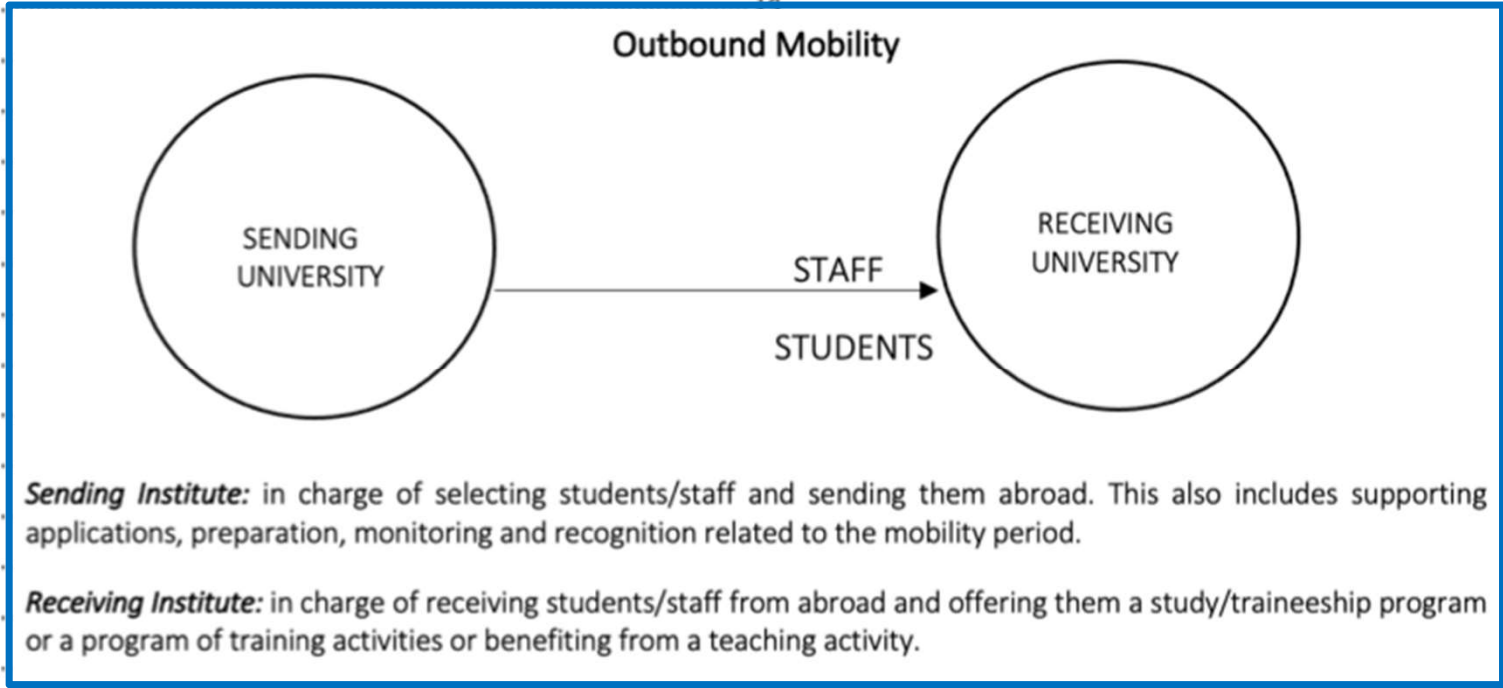 Outbound Mobility
SENDING
UNIVERSITY
RECEIVING
UNIVERSITY
STAFF
STUDENTS
Sending Institute: in charge of selecting students/staff and sending them abroad. This also includes supporting
applications, preparation, monitoring and recognition related to the mobility period.
Receiving Institute: in charge of receiving students/staff from abroad and offering them a study/traineeship program
or a program of training activities or benefiting from a teaching activity.